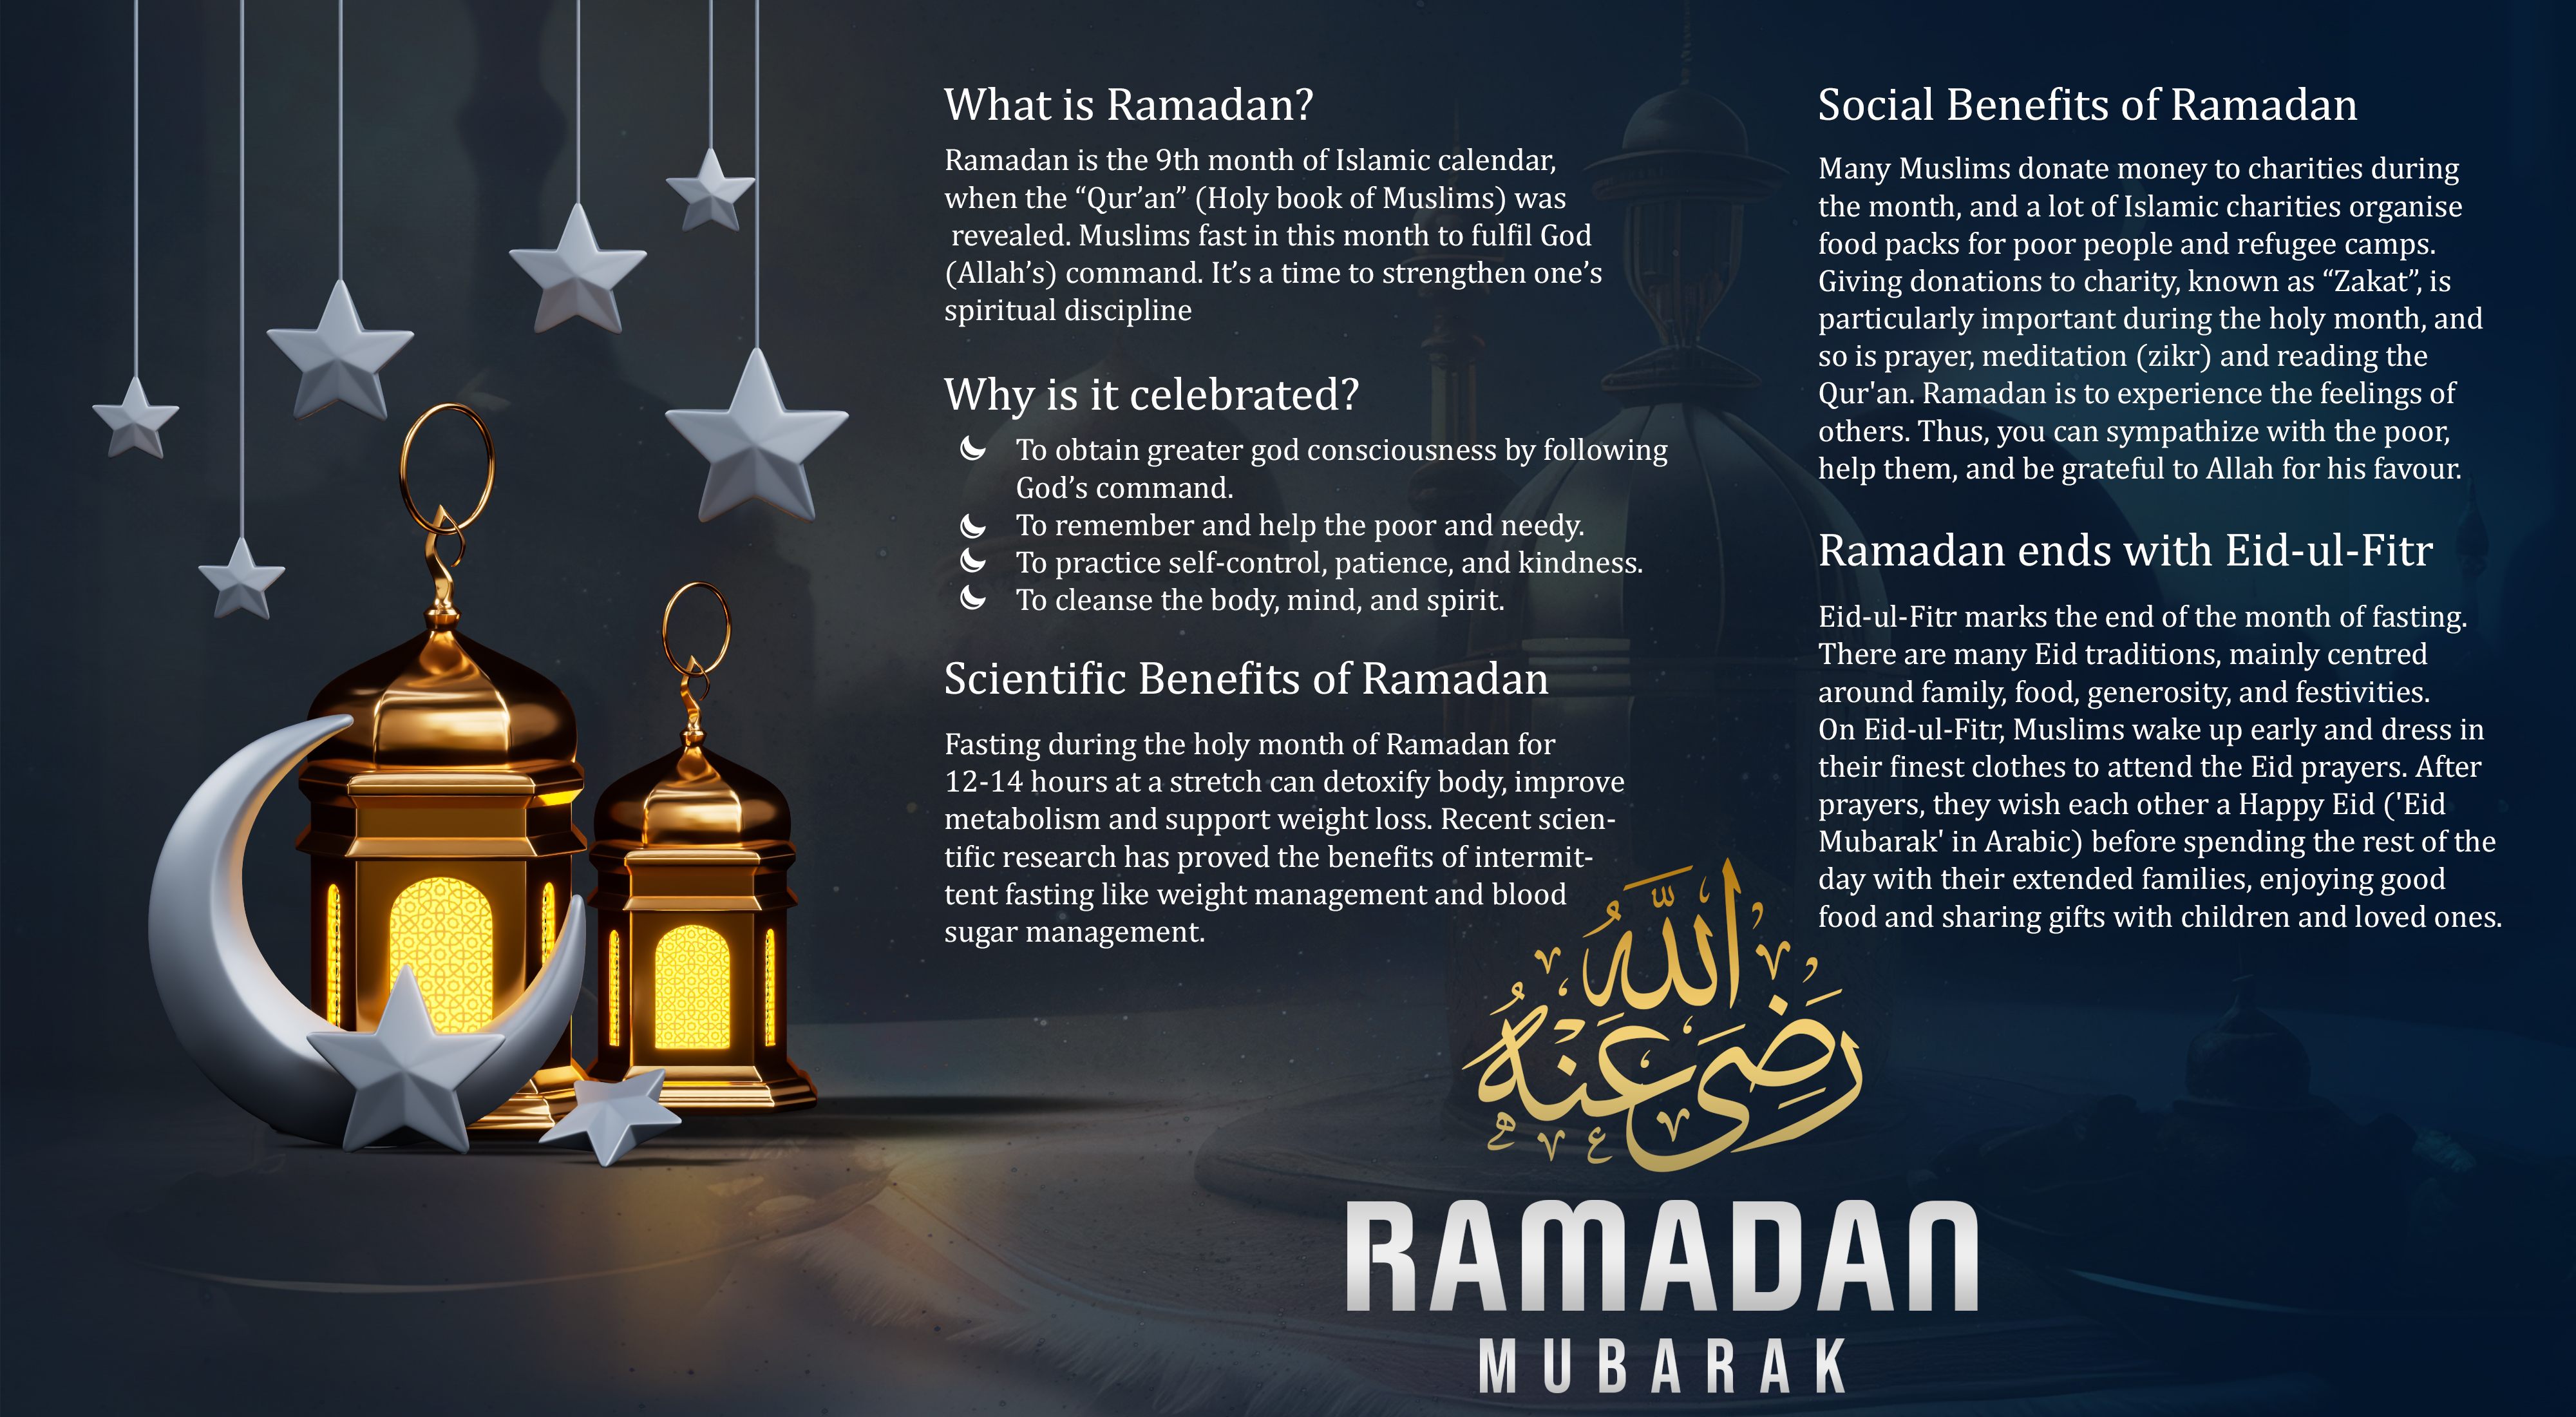 What is Ramadan?
Ramadan is the 9th month of Islamic calendar,
when the “Qur’an” (Holy book of Muslims) was
revealed. Muslims fast in this month to fulfil God
(Allah’s) command. It’s a time to strengthen one’s
spiritual discipline
Why is it celebrated?
To obtain greater god consciousness by following
God’s command.
To remember and help the poor and needy.
To practice self-control, patience, and kindness.
To cleanse the body, mind, and spirit.
Scientific Benefits of Ramadan
Fasting during the holy month of Ramadan for
12-14 hours at a stretch can detoxify body, improve
metabolism and support weight loss. Recent scien-
tific research has proved the benefits of intermit-
tent fasting like weight management and blood
sugar management.
Social Benefits of Ramadan
Many Muslims donate money to charities during
the month, and a lot of Islamic charities organise
food packs for poor people and refugee camps.
Giving donations to charity, known as “Zakat”, is
particularly important during the holy month, and
so is prayer, meditation (zikr) and reading the
Qur'an. Ramadan is to experience the feelings of
others. Thus, you can sympathize with the poor,
help them, and be grateful to Allah for his favour.
Ramadan ends with Eid-ul-Fitr
Eid-ul-Fitr marks the end of the month of fasting.
There are many Eid traditions, mainly centred
around family, food, generosity, and festivities.
On Eid-ul-Fitr, Muslims wake up early and dress in
their finest clothes to attend the Eid prayers. After
prayers, they wish each other a Happy Eid ('Eid
Mubarak' in Arabic) before spending the rest of the
day with their extended families, enjoying good
food and sharing gifts with children and loved ones.
رَضِيَ اللَّهُ عَنْهُ
RAMADAN
MUBARAK